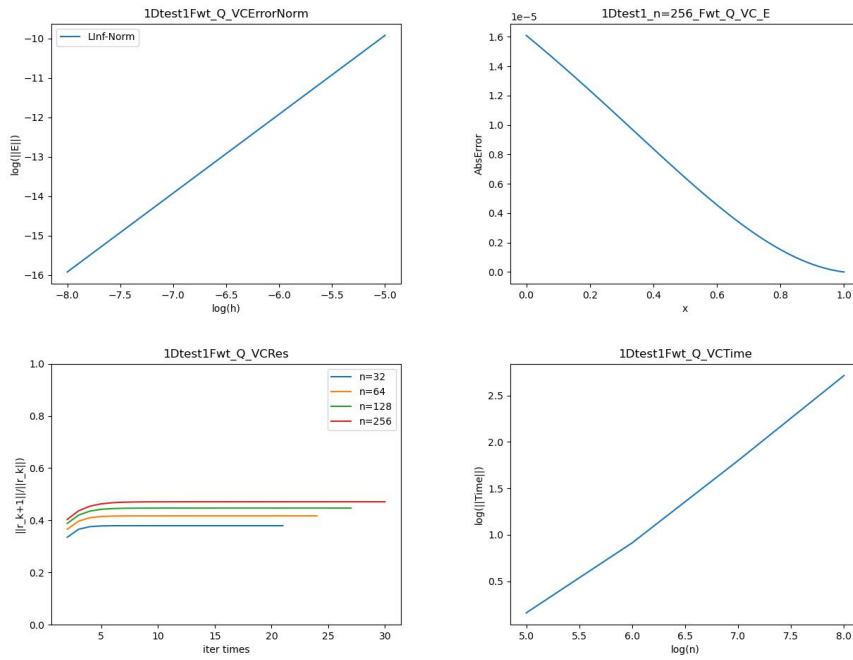 1Dtest1Fwt_Q_VCErrorNorm
LInf-Norm
−10
−11
−12
−13
−14
−15
−16
log(||E||)
−8.0 −7.5 −7.0 −6.5 −6.0 −5.5 −5.0
log(h)
1Dtest1_n=256_Fwt_Q_VC_E
1e−5
1.6
1.4
1.2
1.0
0.8
0.6
0.4
0.2
0.0
AbsError
0.0 0.2 0.4 0.6 0.8 1.0
x
1Dtest1Fwt_Q_VCRes
n=32
n=64
n=128
n=256
1.0
0.8
0.6
0.4
0.2
0.0
||r_k+1||/||r_k||
5 10 15 20 25 30
iter times
1Dtest1Fwt_Q_VCTime
2.5
2.0
1.5
1.0
0.5
log(||Time||)
5.0 5.5 6.0 6.5 7.0 7.5 8.0
log(n)